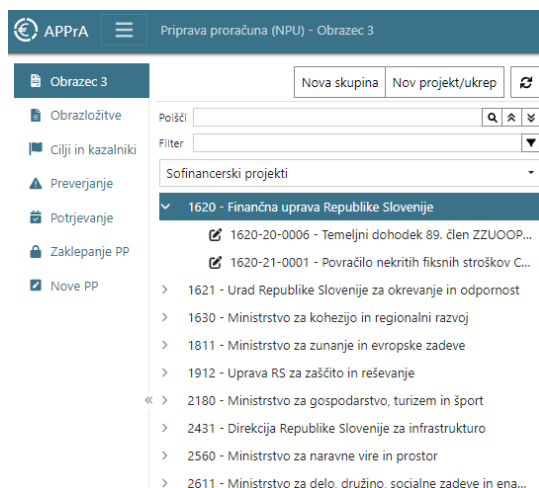 APPrA
Priprava proračuna (NPU) - Obrazec 3
Obrazec 3
Obrazložitve
Cilji in kazalniki
Preverjanje
Potrjevanje
Zaklepanje PP
Nove PP
Nova skupina
Nov projekt/ukrep
Poišči
Filter
Sofinancerski projekti
1620 - Finančna uprava Republike Slovenije
1620-20-0006 - Temeljni dohodek 89. člen ZZUOOP...
1620-21-0001 - Povračilo nekritih fiksnih stroškov C...
1621 - Urad Republike Slovenije za okrevanje in odpornost
1630 - Ministrstvo za kohezijo in regionalni razvoj
1811 - Ministrstvo za zunanje in evropske zadeve
1912 - Uprava RS za zaščito in reševanje
2180 - Ministrstvo za gospodarstvo, turizem in šport
2431 - Direkcija Republike Slovenije za infrastrukturo
2560 - Ministrstvo za naravne vire in prostor
2611 - Ministrstvo za delo, družino, socialne zadeve in ena...